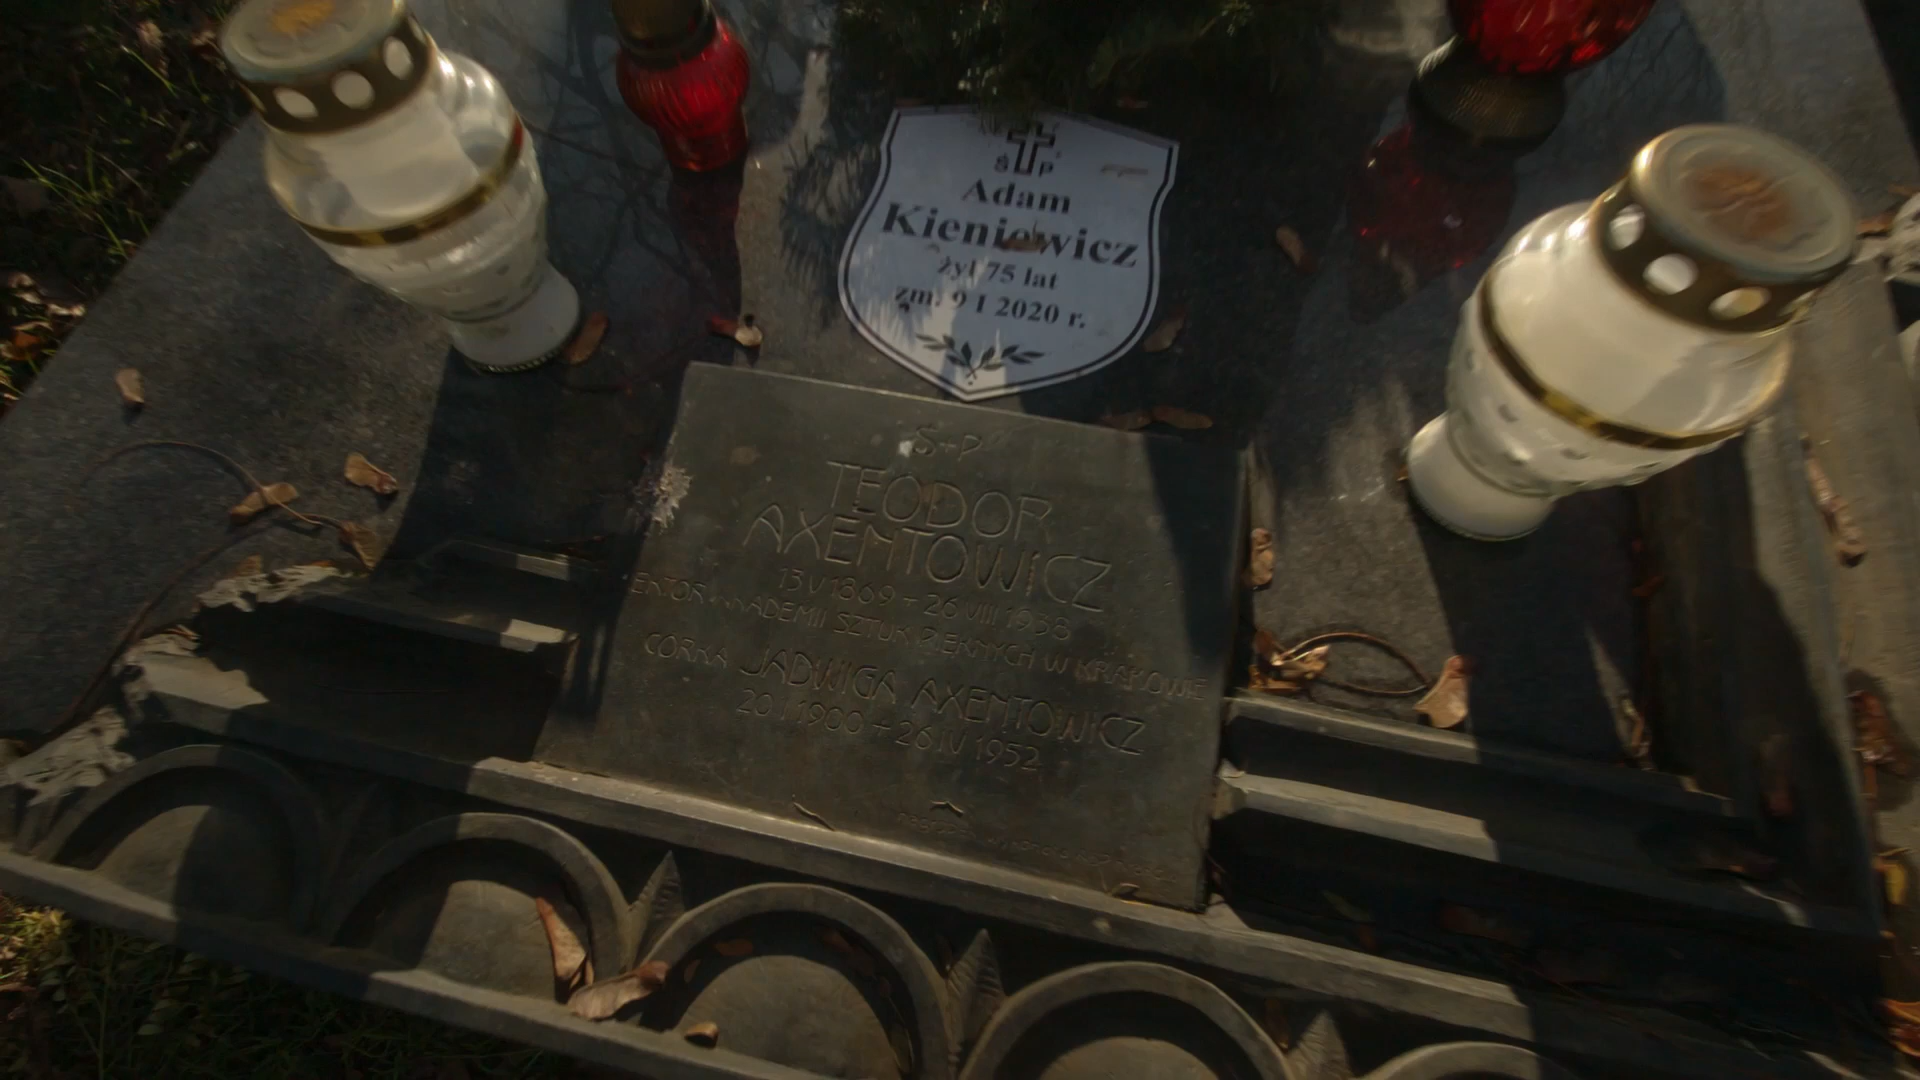 Ś P
Adam
Kieniewicz
żył 75 lat
zm. 9 I 2020 r.
S+P
TEODOR
AXENTOWICZ
13 V 1869 + 26 VIII 1938
EKTOR AKADEMII SZTUK PIĘKNYCH W KRAKOWIE
CÓRKA JADWIGA AXENTOWICZ
20 I 1900 + 26 IV 1952